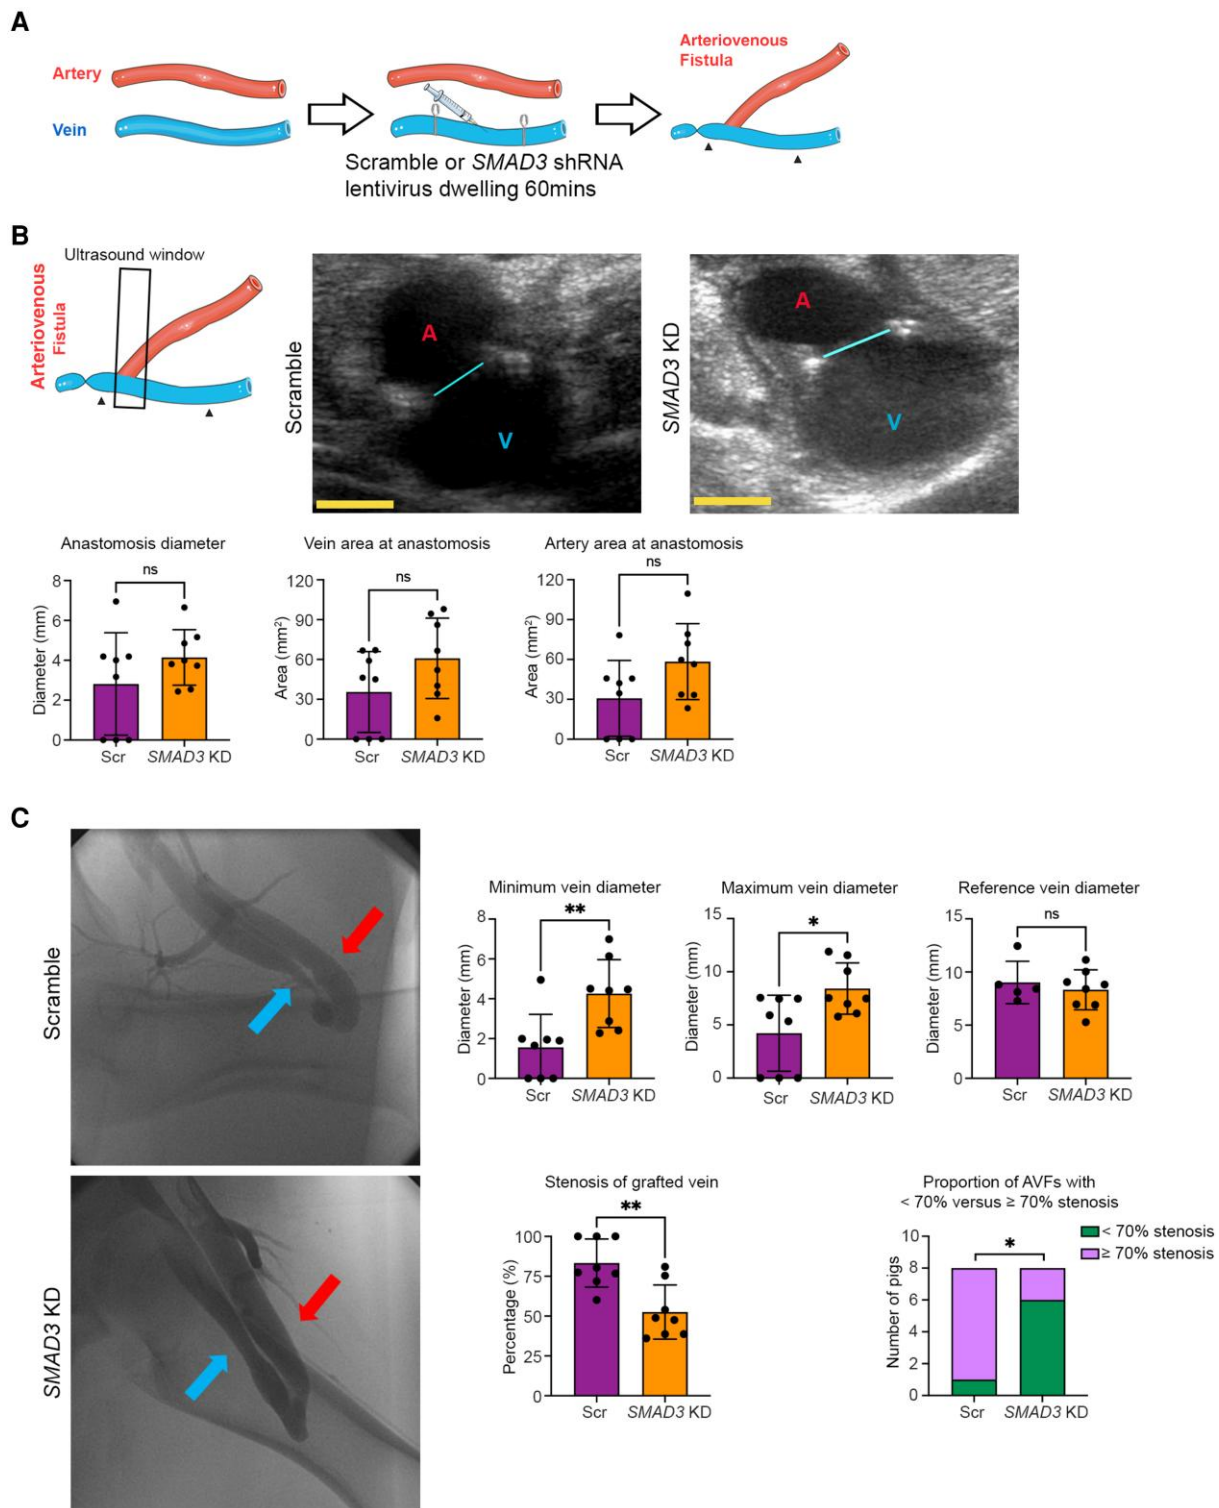 A
Artery
Vein
Scramble or SMAD3 shRNA
lentivirus dwelling 60mins
Arteriovenous
Fistula
B
Ultrasound window
Arteriovenous
Fistula
Scramble
A
V
SMAD3 KD
A
V
Anastomosis diameter
ns
Diameter (mm)
8
6
4
2
0
Scr
SMAD3 KD
Vein area at anastomosis
ns
Area (mm²)
120
90
60
30
0
Scr
SMAD3 KD
Artery area at anastomosis
ns
Area (mm²)
120
90
60
30
0
Scr
SMAD3 KD
C
Scramble
SMAD3 KD
Minimum vein diameter
**
Diameter (mm)
8
6
4
2
0
Scr
SMAD3 KD
Maximum vein diameter
*
Diameter (mm)
15
10
5
0
Scr
SMAD3 KD
Reference vein diameter
ns
Diameter (mm)
15
10
5
0
Scr
SMAD3 KD
Stenosis of grafted vein
**
Percentage (%)
100
75
50
25
0
Scr
SMAD3 KD
Proportion of AVFs with
< 70% versus ≥ 70% stenosis
< 70% stenosis
≥ 70% stenosis
*
Number of pigs
10
8
6
4
2
0
Scr
SMAD3 KD